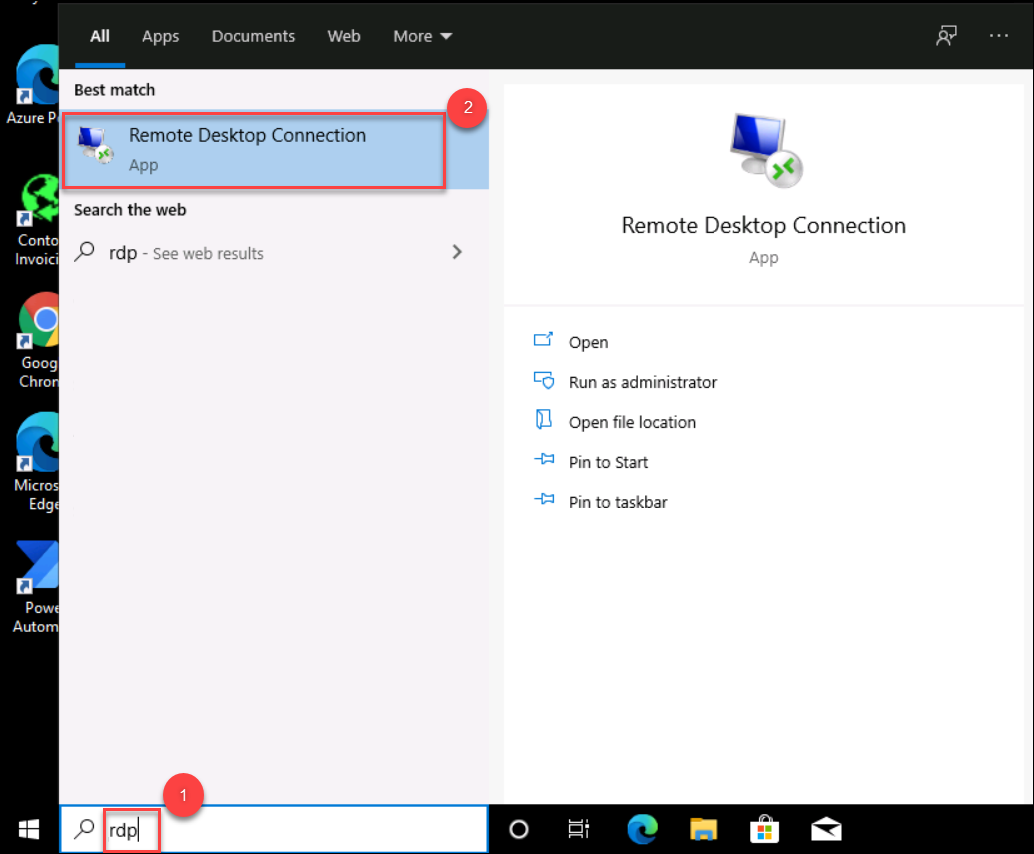 All Apps Documents Web More
Best match
Remote Desktop Connection
App
2
Search the web
rdp - See web results
Remote Desktop Connection
App
Open
Run as administrator
Open file location
Pin to Start
Pin to taskbar
Azure P
Conto
Invoici
Goog
Chron
Micros
Edge
Powe
Autom
1
rdp